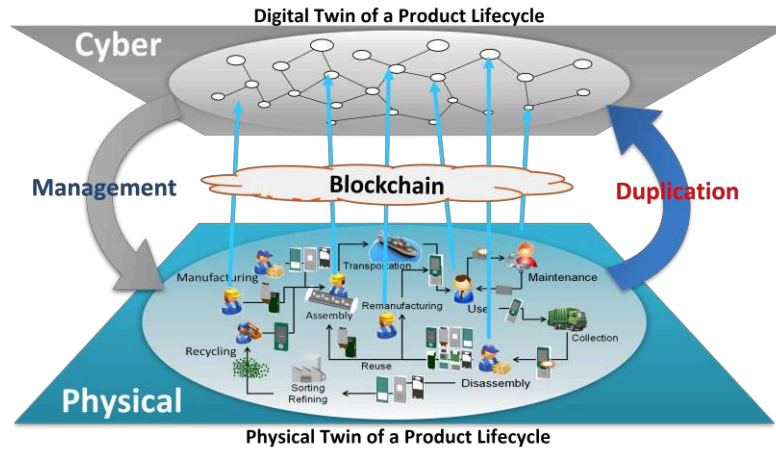 Digital Twin of a Product Lifecycle
Cyber
Management
Blockchain
Duplication
Manufacturing
Transportation
Maintenance
Assembly
Remanufacturing
Use
Collection
Recycling
Reuse
Disassembly
Sorting
Refining
Physical
Physical Twin of a Product Lifecycle